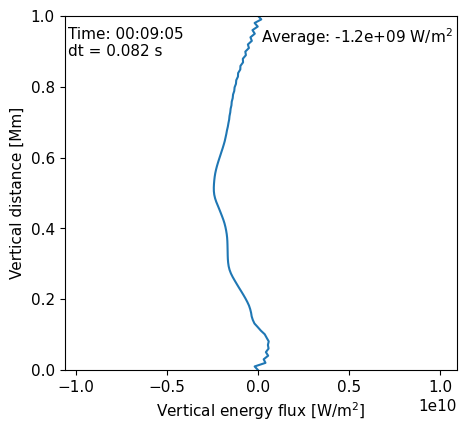 Time: 00:09:05
dt = 0.082 s
Average: -1.2e+09 W/m²
Vertical distance [Mm]
1.0
0.8
0.6
0.4
0.2
0.0
−1.0 −0.5 0.0 0.5 1.0
1e10
Vertical energy flux [W/m²]